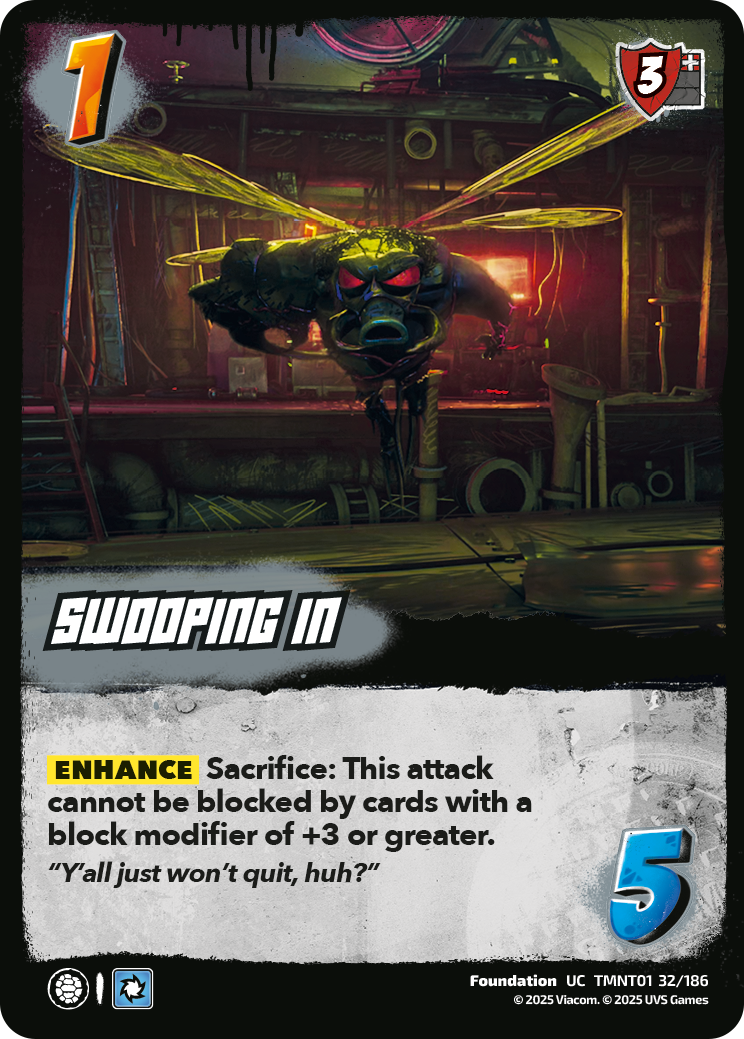 1
3
+
SWOOPING IN
ENHANCE Sacrifice: This attack
cannot be blocked by cards with a
block modifier of +3 or greater.
“Y’all just won’t quit, huh?”
5
Foundation UC TMNT01 32/186
© 2025 Viacom. © 2025 UVS Games